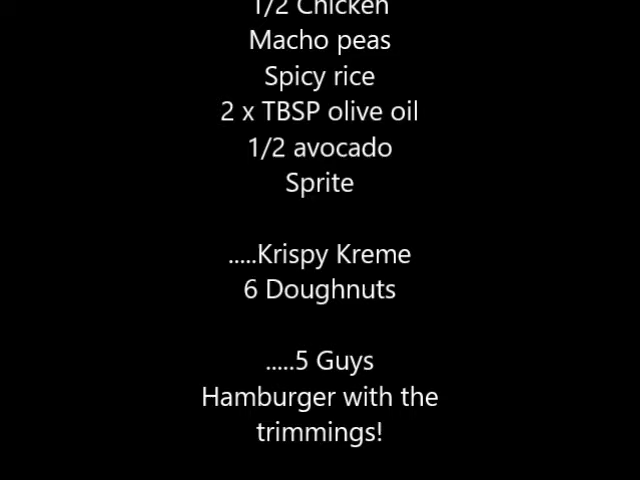 1/2 Chicken
Macho peas
Spicy rice
2 x TBSP olive oil
1/2 avocado
Sprite
.....Krispy Kreme
6 Doughnuts
.....5 Guys
Hamburger with the
trimmings!